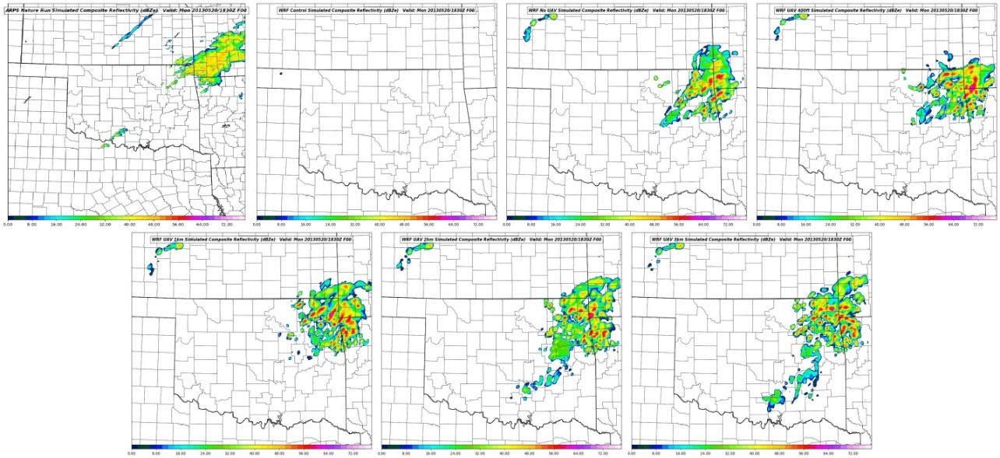 ARPS Nature Run Simulated Composite Reflectivity (dBZe) Valid: Mon 20130520/1830Z F00
0.00 8.00 16.00 24.00 32.00 40.00 48.00 56.00 64.00 72.00
WRF Control Simulated Composite Reflectivity (dBZe) Valid: Mon 20130520/1830Z F00
0.00 8.00 16.00 24.00 32.00 40.00 48.00 56.00 64.00 72.00
WRF No UAV Simulated Composite Reflectivity (dBZe) Valid: Mon 20130520/1830Z F00
0.00 8.00 16.00 24.00 32.00 40.00 48.00 56.00 64.00 72.00
WRF UAV 400ft Simulated Composite Reflectivity (dBZe) Valid: Mon 20130520/1830Z F00
0.00 8.00 16.00 24.00 32.00 40.00 48.00 56.00 64.00 72.00
WRF UAV 1km Simulated Composite Reflectivity (dBZe) Valid: Mon 20130520/1830Z F00
0.00 8.00 16.00 24.00 32.00 40.00 48.00 56.00 64.00 72.00
WRF UAV 2km Simulated Composite Reflectivity (dBZe) Valid: Mon 20130520/1830Z F00
0.00 8.00 16.00 24.00 32.00 40.00 48.00 56.00 64.00 72.00
WRF UAV 3km Simulated Composite Reflectivity (dBZe) Valid: Mon 20130520/1830Z F00
0.00 8.00 16.00 24.00 32.00 40.00 48.00 56.00 64.00 72.00